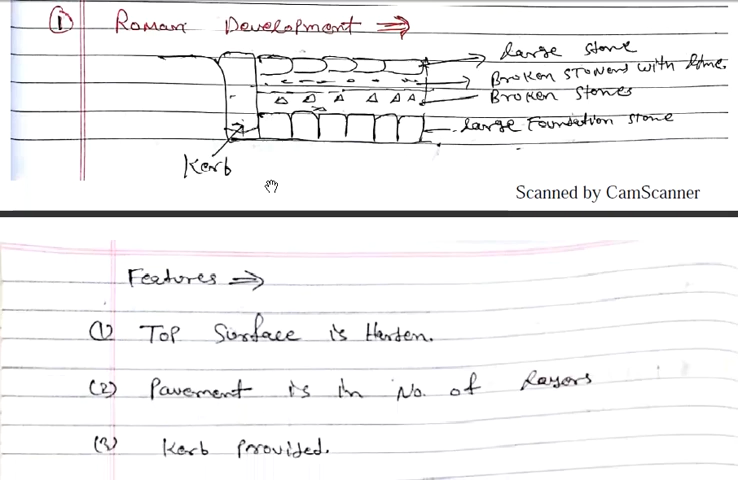 ① Roman Development ⇒
large stone
Broken stones with lime
Broken stones
large Foundation stone
Kerb
Scanned by CamScanner
Features ⇒
(1) Top Surface is Harden.
(2) Pavement is in No. of layers
(3) Kerb provided.